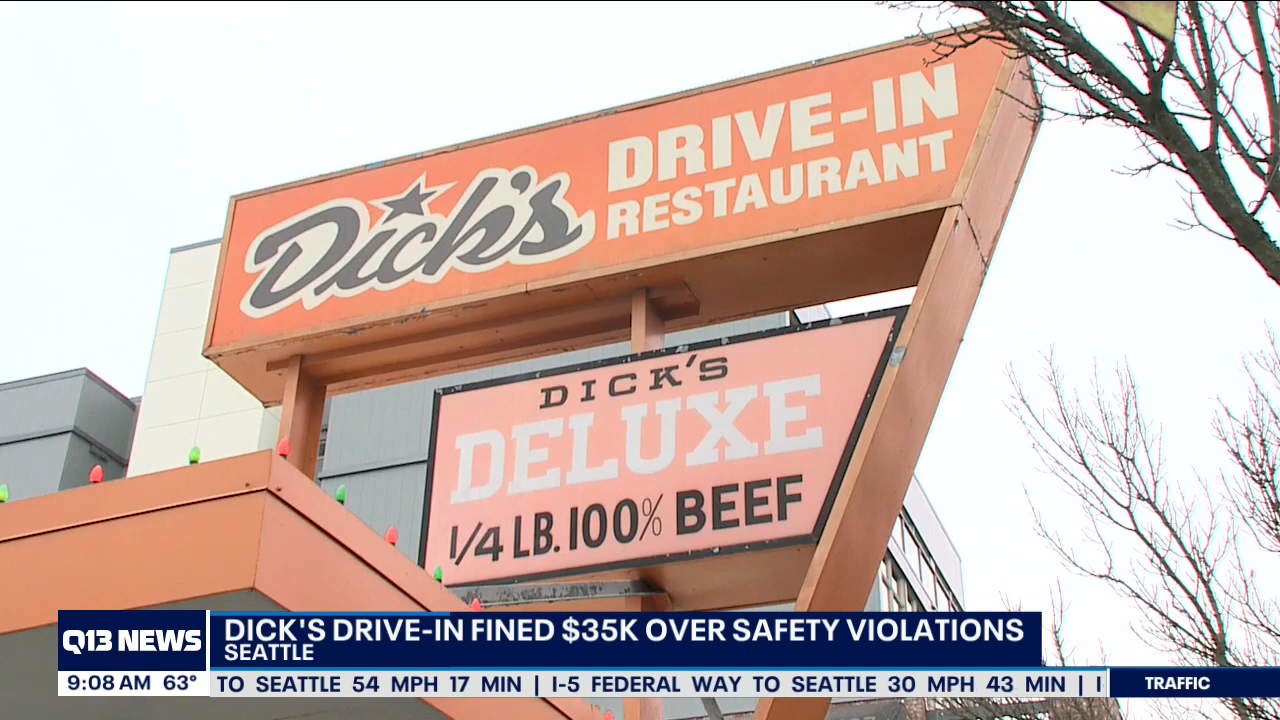 Dick's
DRIVE-IN
RESTAURANT
DICK'S
DELUXE
1/4 LB. 100% BEEF
Q13 NEWS
DICK'S DRIVE-IN FINED $35K OVER SAFETY VIOLATIONS
SEATTLE
9:08 AM 63°
TO SEATTLE 54 MPH 17 MIN | I-5 FEDERAL WAY TO SEATTLE 30 MPH 43 MIN | I
TRAFFIC